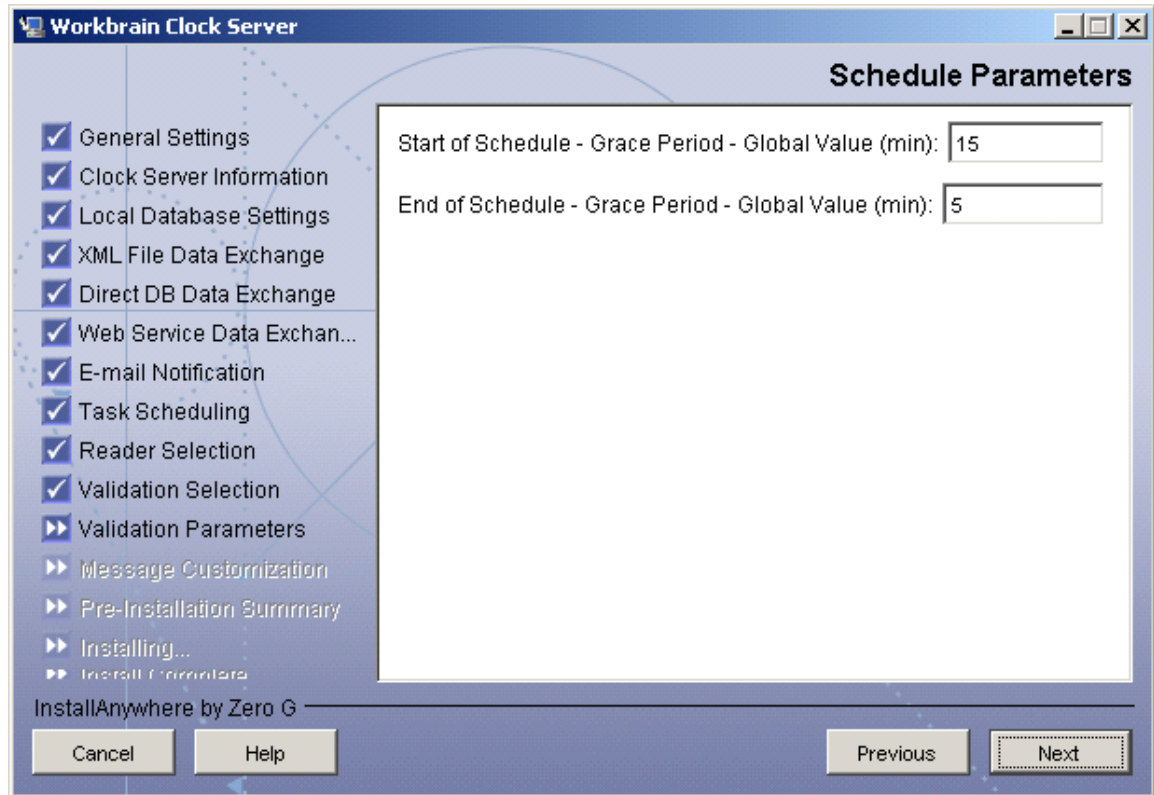 Workbrain Clock Server
Schedule Parameters
General Settings
Clock Server Information
Local Database Settings
XML File Data Exchange
Direct DB Data Exchange
Web Service Data Exchan...
E-mail Notification
Task Scheduling
Reader Selection
Validation Selection
Validation Parameters
Message Customization
Pre-Installation Summary
Installing...
Install Complete
Start of Schedule - Grace Period - Global Value (min): 15
End of Schedule - Grace Period - Global Value (min): 5
InstallAnywhere by Zero G
Cancel
Help
Previous
Next